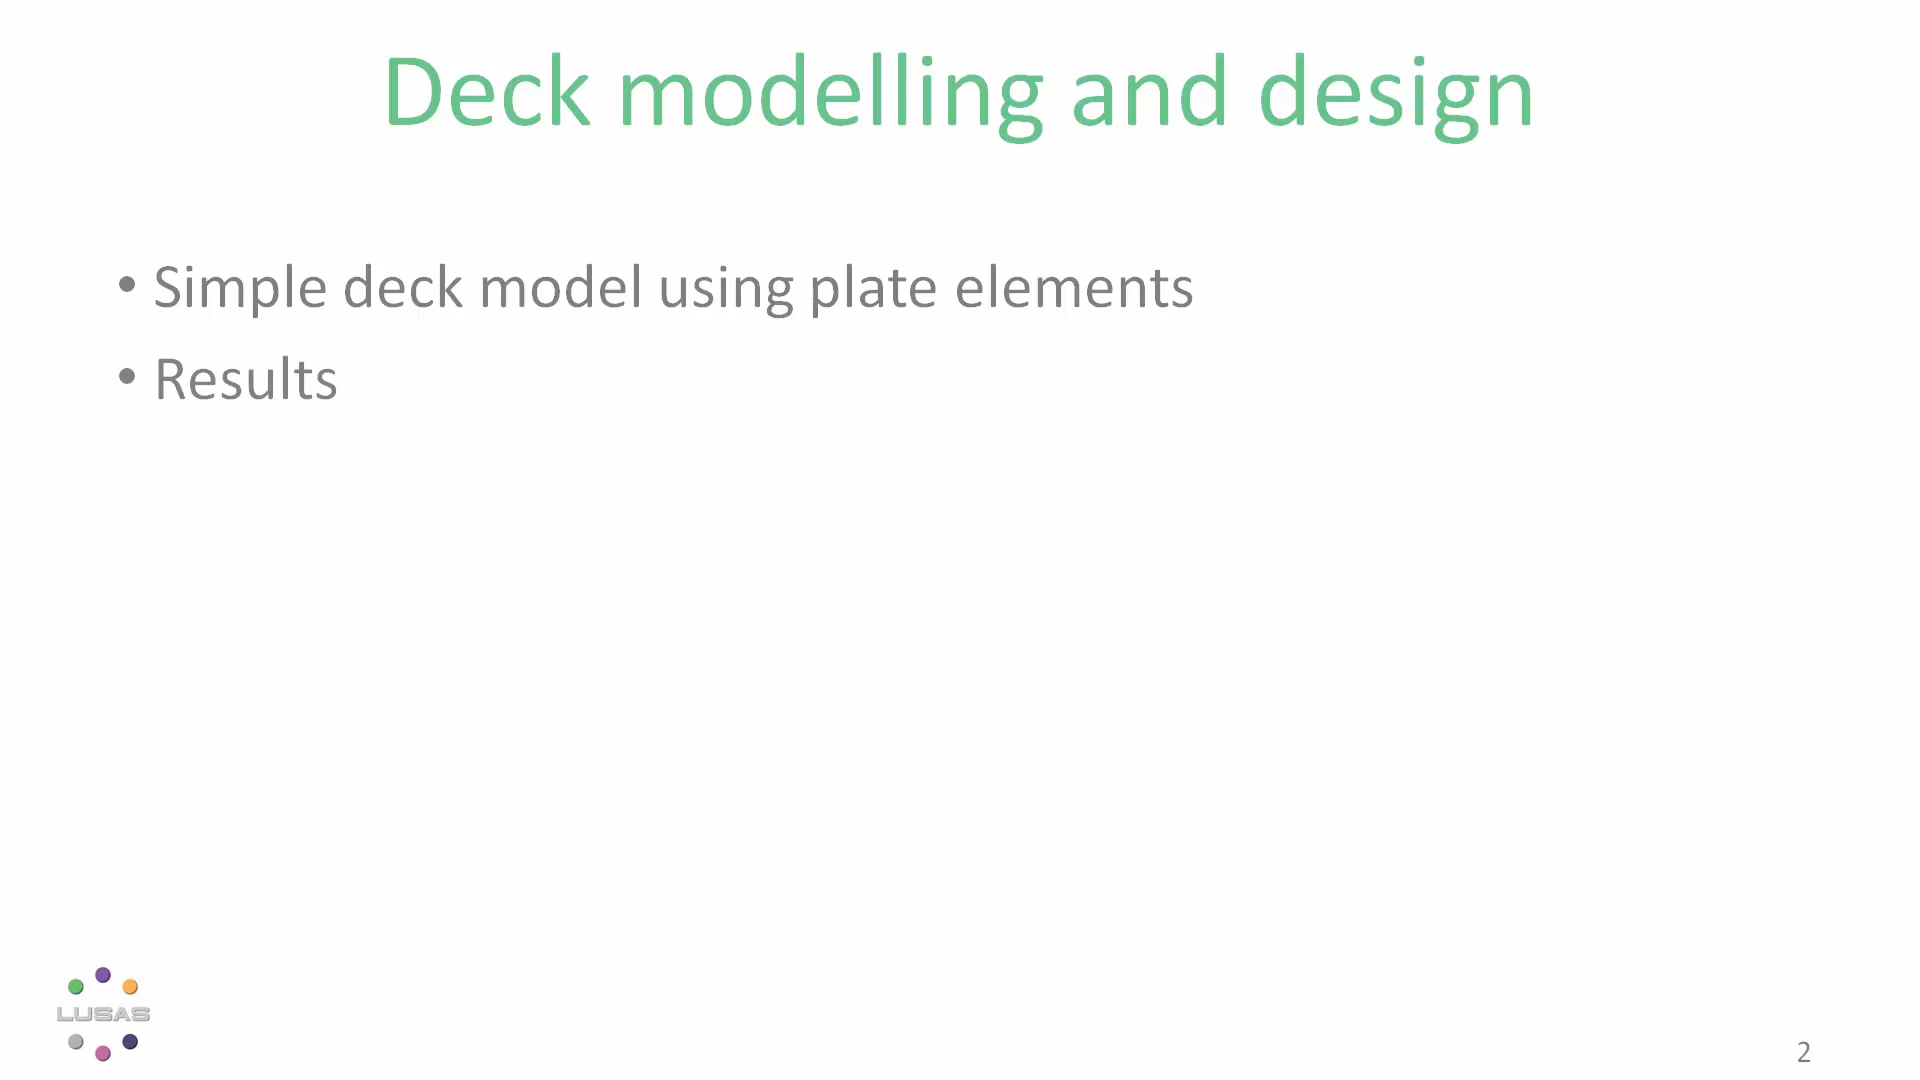 Deck modelling and design
• Simple deck model using plate elements
• Results
LUSAS
2